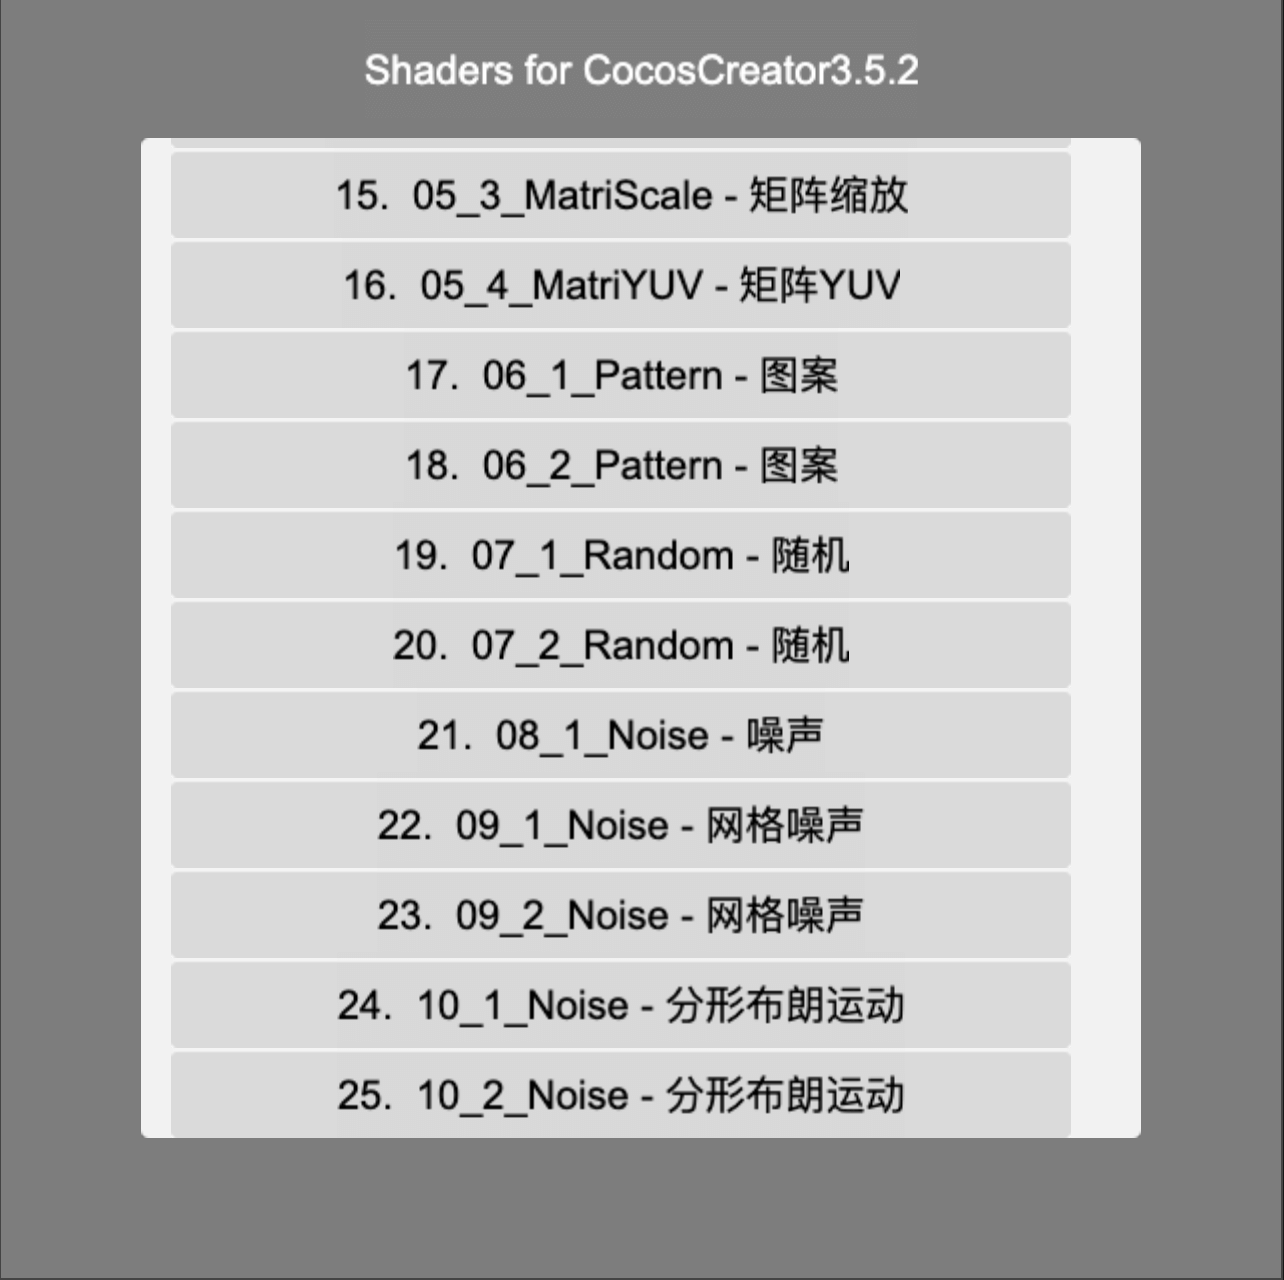 Shaders for CocosCreator3.5.2
15.  05_3_MatriScale - 矩阵缩放
16.  05_4_MatriYUV - 矩阵YUV
17.  06_1_Pattern - 图案
18.  06_2_Pattern - 图案
19.  07_1_Random - 随机
20.  07_2_Random - 随机
21.  08_1_Noise - 噪声
22.  09_1_Noise - 网格噪声
23.  09_2_Noise - 网格噪声
24.  10_1_Noise - 分形布朗运动
25.  10_2_Noise - 分形布朗运动